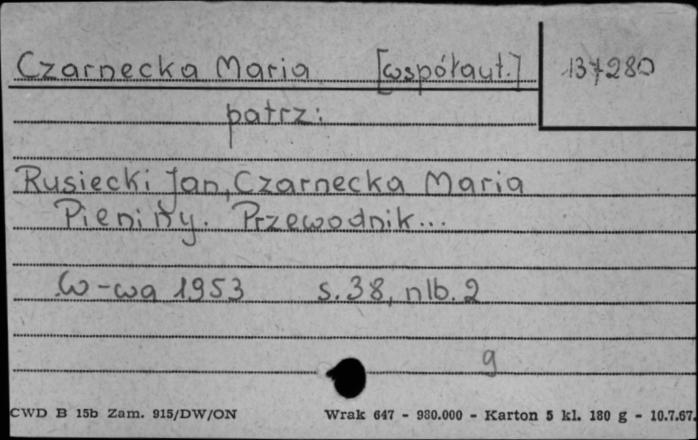 Czarnecka Maria [współaut.] 137280
patrz:
Rusiecki Jan, Czarnecka Maria
Pieniny. Przewodnik...
W-wa 1953 s. 38, nlb. 2
g
CWD B 15b Zam. 915/DW/ON Wrak 647 - 980.000 - Karton 5 kl. 180 g - 10.7.67.